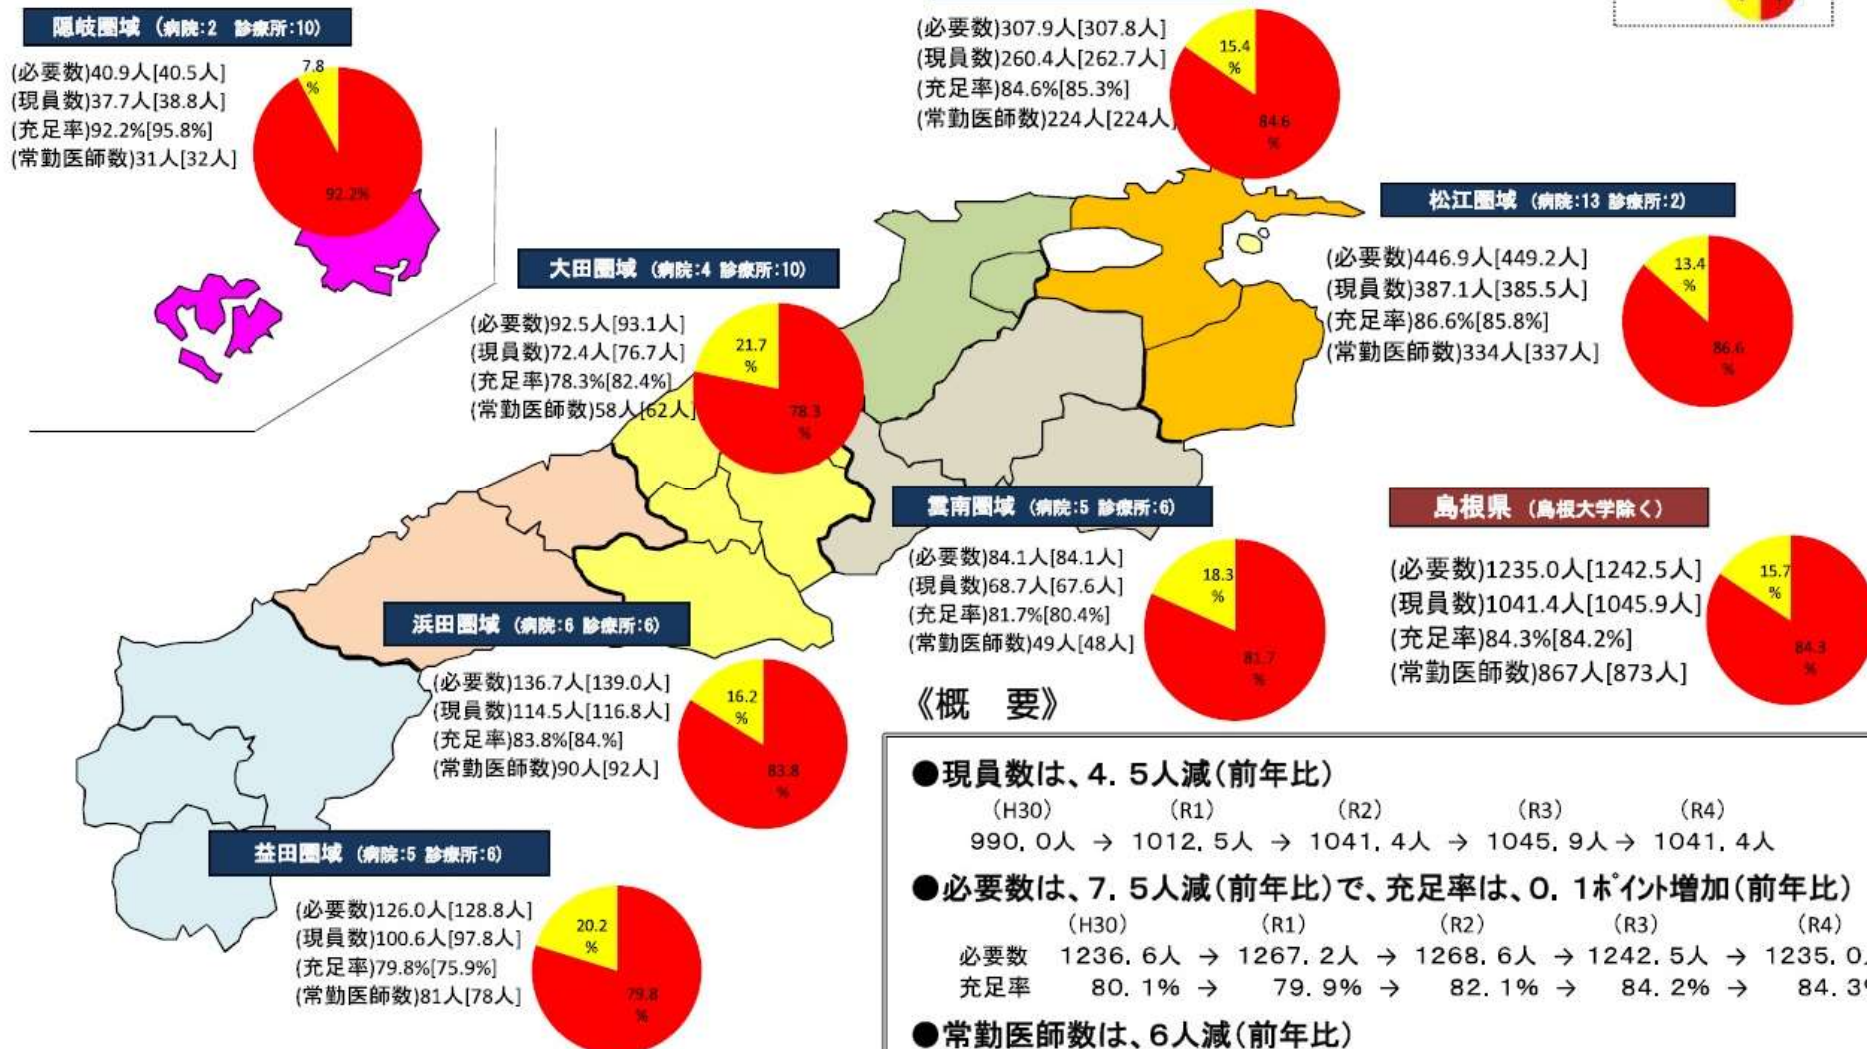 隠岐圏域 (病院:2 診療所:10)
(必要数)40.9人[40.5人]
(現員数)37.7人[38.8人]
(充足率)92.2%[95.8%]
(常勤医師数)31人[32人]
7.8
%
92.2%
(必要数)307.9人[307.8人]
(現員数)260.4人[262.7人]
(充足率)84.6%[85.3%]
(常勤医師数)224人[224人]
15.4
%
84.6
%
松江圏域 (病院:13 診療所:2)
(必要数)446.9人[449.2人]
(現員数)387.1人[385.5人]
(充足率)86.6%[85.8%]
(常勤医師数)334人[337人]
13.4
%
86.6
%
大田圏域 (病院:4 診療所:10)
(必要数)92.5人[93.1人]
(現員数)72.4人[76.7人]
(充足率)78.3%[82.4%]
(常勤医師数)58人[62人]
21.7
%
78.3
%
雲南圏域 (病院:5 診療所:6)
(必要数)84.1人[84.1人]
(現員数)68.7人[67.6人]
(充足率)81.7%[80.4%]
(常勤医師数)49人[48人]
18.3
%
81.7
%
島根県 (島根大学除く)
(必要数)1235.0人[1242.5人]
(現員数)1041.4人[1045.9人]
(充足率)84.3%[84.2%]
(常勤医師数)867人[873人]
15.7
%
84.3
%
浜田圏域 (病院:6 診療所:6)
(必要数)136.7人[139.0人]
(現員数)114.5人[116.8人]
(充足率)83.8%[84.%]
(常勤医師数)90人[92人]
16.2
%
83.8
%
益田圏域 (病院:5 診療所:6)
(必要数)126.0人[128.8人]
(現員数)100.6人[97.8人]
(充足率)79.8%[75.9%]
(常勤医師数)81人[78人]
20.2
%
79.8
%
《概 要》
●現員数は、4.5人減(前年比)
(H30) (R1) (R2) (R3) (R4)
990.0人 → 1012.5人 → 1041.4人 → 1045.9人→ 1041.4人
●必要数は、7.5人減(前年比)で、充足率は、0.1ポイント増加(前年比)
(H30) (R1) (R2) (R3) (R4)
必要数 1236.6人 → 1267.2人 → 1268.6人 → 1242.5人 → 1235.0人
充足率 80.1% → 79.9% → 82.1% → 84.2% → 84.3%
●常勤医師数は、6人減(前年比)